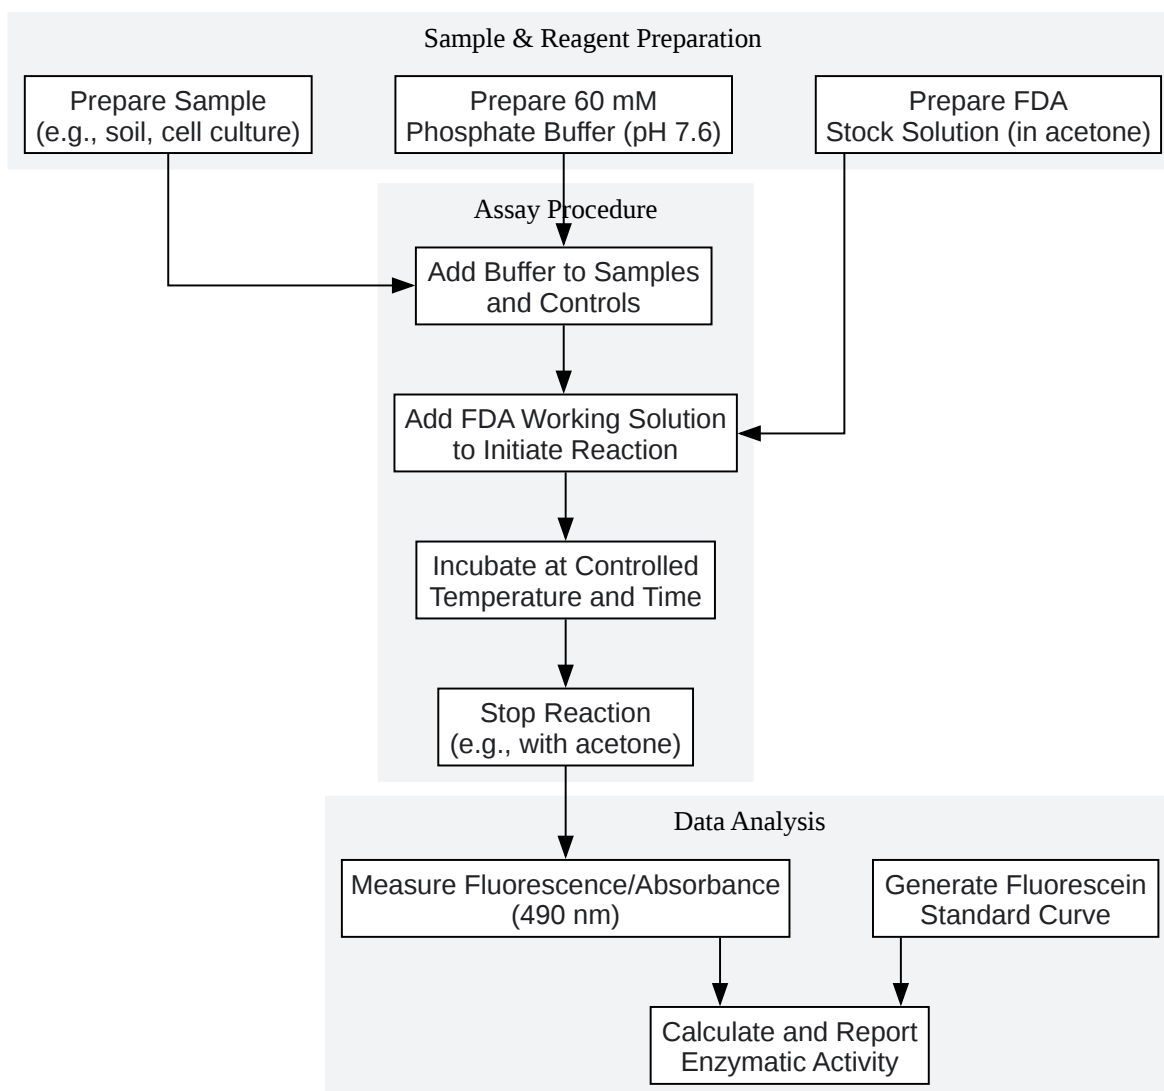 Sample & Reagent Preparation
Prepare Sample
(e.g., soil, cell culture)
Prepare 60 mM
Phosphate Buffer (pH 7.6)
Prepare FDA
Stock Solution (in acetone)
Assay Procedure
Add Buffer to Samples
and Controls
Add FDA Working Solution
to Initiate Reaction
Incubate at Controlled
Temperature and Time
Stop Reaction
(e.g., with acetone)
Data Analysis
Measure Fluorescence/Absorbance
(490 nm)
Generate Fluorescein
Standard Curve
Calculate and Report
Enzymatic Activity